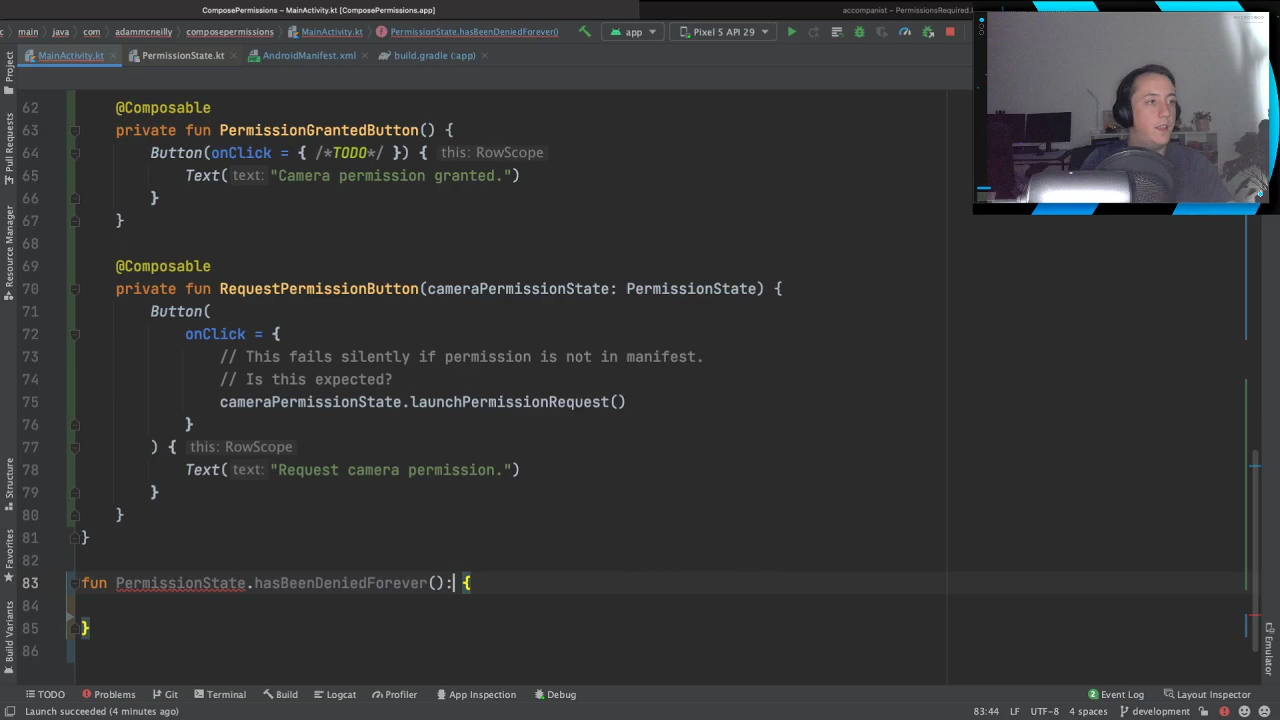 ComposePermissions – MainActivity.kt [ComposePermissions.app]
accompanist – PermissionsRequired.
main
java
com
adammcneilly
composepermissions
MainActivity.kt
PermissionState.hasBeenDeniedForever()
app
Pixel 5 API 29
MainActivity.kt
PermissionState.kt
AndroidManifest.xml
build.gradle (:app)
Project
Pull Requests
Resource Manager
Structure
Favorites
Build Variants
62 @Composable
63 private fun PermissionGrantedButton() {
64 Button(onClick = { /*TODO*/ }) { this: RowScope
65 Text( text: "Camera permission granted.")
66 }
67 }
68
69 @Composable
70 private fun RequestPermissionButton(cameraPermissionState: PermissionState) {
71 Button(
72 onClick = {
73 // This fails silently if permission is not in manifest.
74 // Is this expected?
75 cameraPermissionState.launchPermissionRequest()
76 }
77 ) { this: RowScope
78 Text( text: "Request camera permission.")
79 }
80 }
81 }
82
83 fun PermissionState.hasBeenDeniedForever(): {
84
85 }
86
Emulator
TODO
Problems
Git
Terminal
Build
Logcat
Profiler
App Inspection
Debug
2 Event Log
Layout Inspector
Launch succeeded (4 minutes ago)
83:44
LF
UTF-8
4 spaces
development